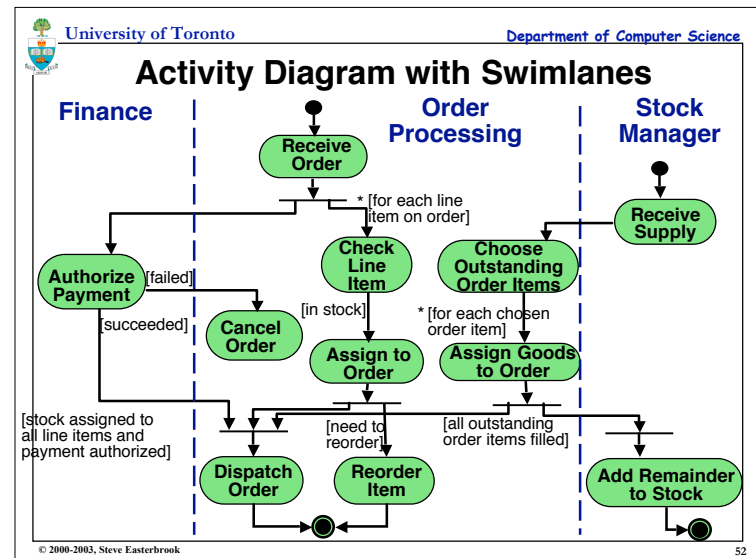 University of Toronto
Department of Computer Science
Activity Diagram with Swimlanes
Finance
Order
Processing
Stock
Manager
Receive
Order
* [for each line
item on order]
Receive
Supply
Check
Line
Item
Choose
Outstanding
Order Items
Authorize
Payment
[failed]
[succeeded]
Cancel
Order
[in stock]
* [for each chosen
order item]
Assign to
Order
Assign Goods
to Order
[stock assigned to
all line items and
payment authorized]
[need to
reorder]
[all outstanding
order items filled]
Dispatch
Order
Reorder
Item
Add Remainder
to Stock
© 2000-2003, Steve Easterbrook
52